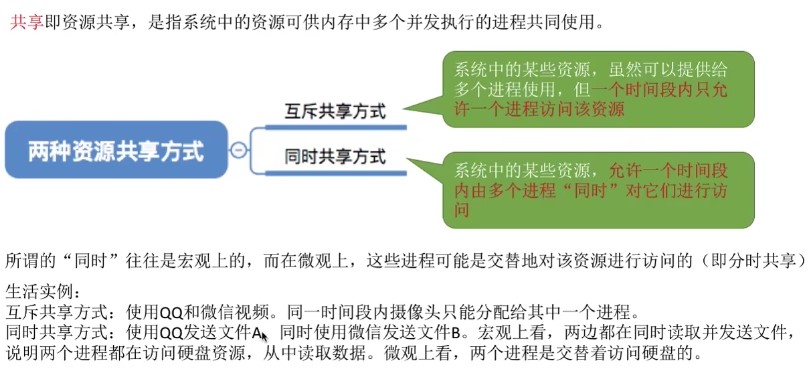 共享即资源共享，是指系统中的资源可供内存中多个并发执行的进程共同使用。
两种资源共享方式
互斥共享方式
系统中的某些资源，虽然可以提供给
多个进程使用，但一个时间段内只允
许一个进程访问该资源
同时共享方式
系统中的某些资源，允许一个时间段
内由多个进程“同时”对它们进行访
问
所谓的“同时”往往是宏观上的，而在微观上，这些进程可能是交替地对该资源进行访问的（即分时共享）
生活实例：
互斥共享方式：使用QQ和微信视频。同一时间段内摄像头只能分配给其中一个进程。
同时共享方式：使用QQ发送文件A，同时使用微信发送文件B。宏观上看，两边都在同时读取并发送文件，
说明两个进程都在访问硬盘资源，从中读取数据。微观上看，两个进程是交替着访问硬盘的。